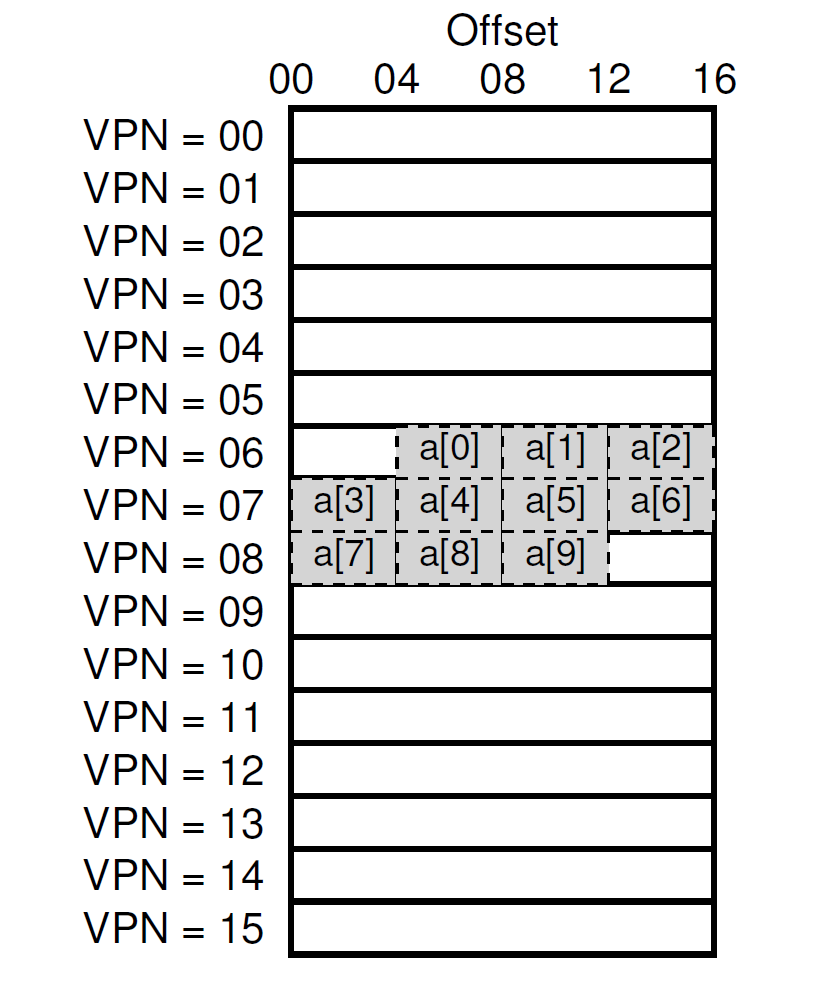 Offset
00 04 08 12 16
VPN = 00
VPN = 01
VPN = 02
VPN = 03
VPN = 04
VPN = 05
VPN = 06 a[0] a[1] a[2]
VPN = 07 a[3] a[4] a[5] a[6]
VPN = 08 a[7] a[8] a[9]
VPN = 09
VPN = 10
VPN = 11
VPN = 12
VPN = 13
VPN = 14
VPN = 15